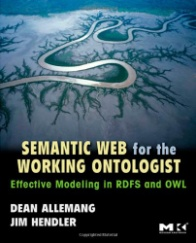 SEMANTIC WEB for the
WORKING ONTOLOGIST
Effective Modeling in RDFS and OWL
DEAN ALLEMANG
JIM HENDLER